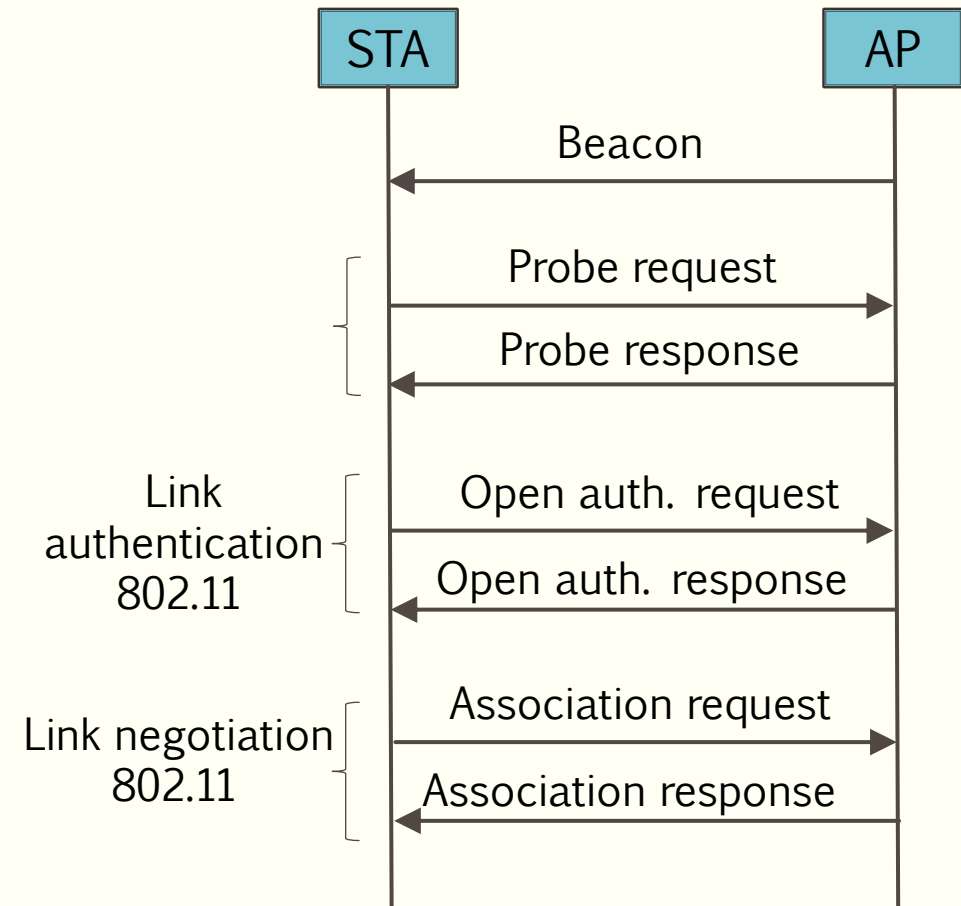 STA
AP
Beacon
Probe request
Probe response
Link
authentication
802.11
Open auth. request
Open auth. response
Link negotiation
802.11
Association request
Association response